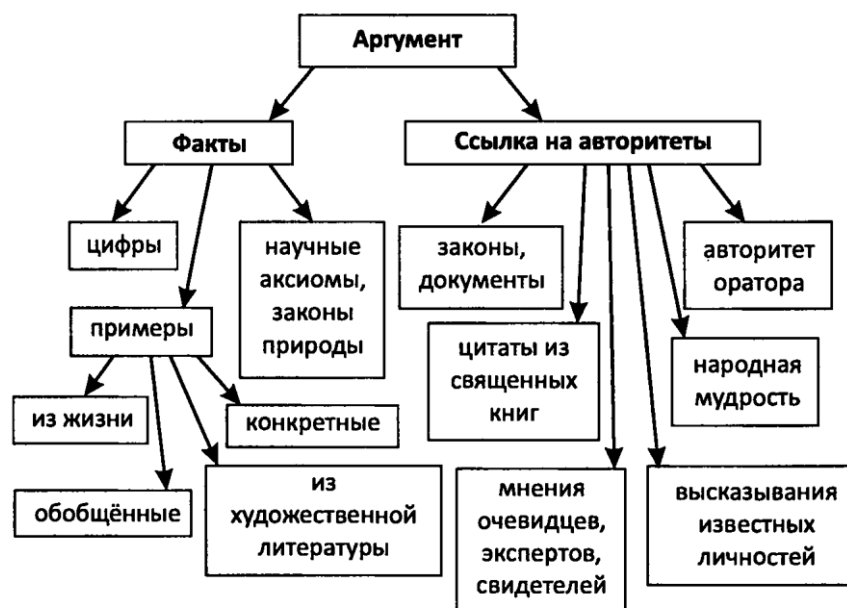 Аргумент
Факты
Ссылка на авторитеты
цифры
научные
аксиомы,
законы
природы
примеры
из жизни
конкретные
обобщённые
из
художественной
литературы
законы,
документы
авторитет
оратора
цитаты из
священных
книг
народная
мудрость
мнения
очевидцев,
экспертов,
свидетелей
высказывания
известных
личностей